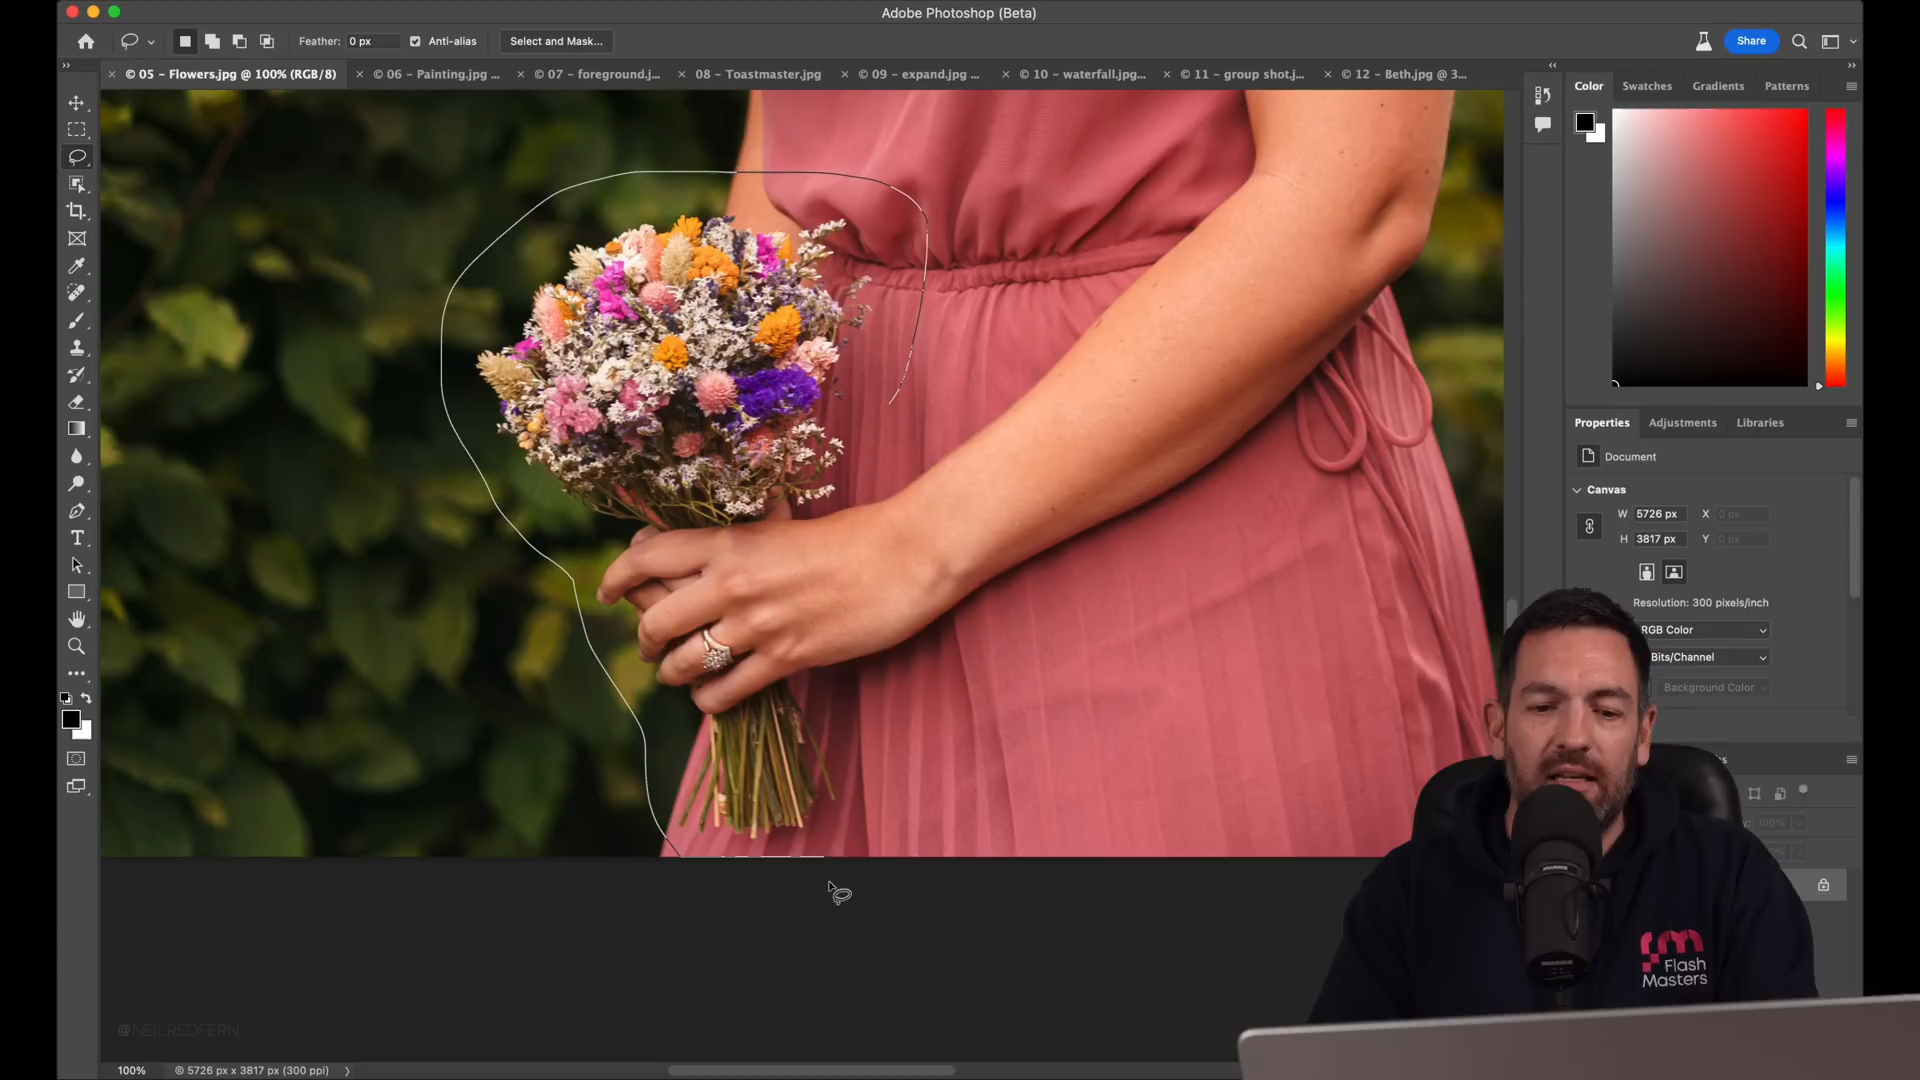 Adobe Photoshop (Beta)
Feather: 0 px Anti-alias Select and Mask... Share
© 05 - Flowers.jpg @ 100% (RGB/8) © 06 - Painting.jpg ... © 07 - foreground.j... 08 - Toastmaster.jpg © 09 - expand.jpg ... © 10 - waterfall.jpg... © 11 - group shot.j... © 12 - Beth.jpg @ 3...
Color Swatches Gradients Patterns
Properties Adjustments Libraries
Document
Canvas
W 5726 px X 0 px
H 3817 px Y 0 px
Resolution: 300 pixels/inch
RGB Color
Bits/Channel
Background Color
100%
Flash
Masters
@NEILREDFERN
100% © 5726 px x 3817 px (300 ppi)